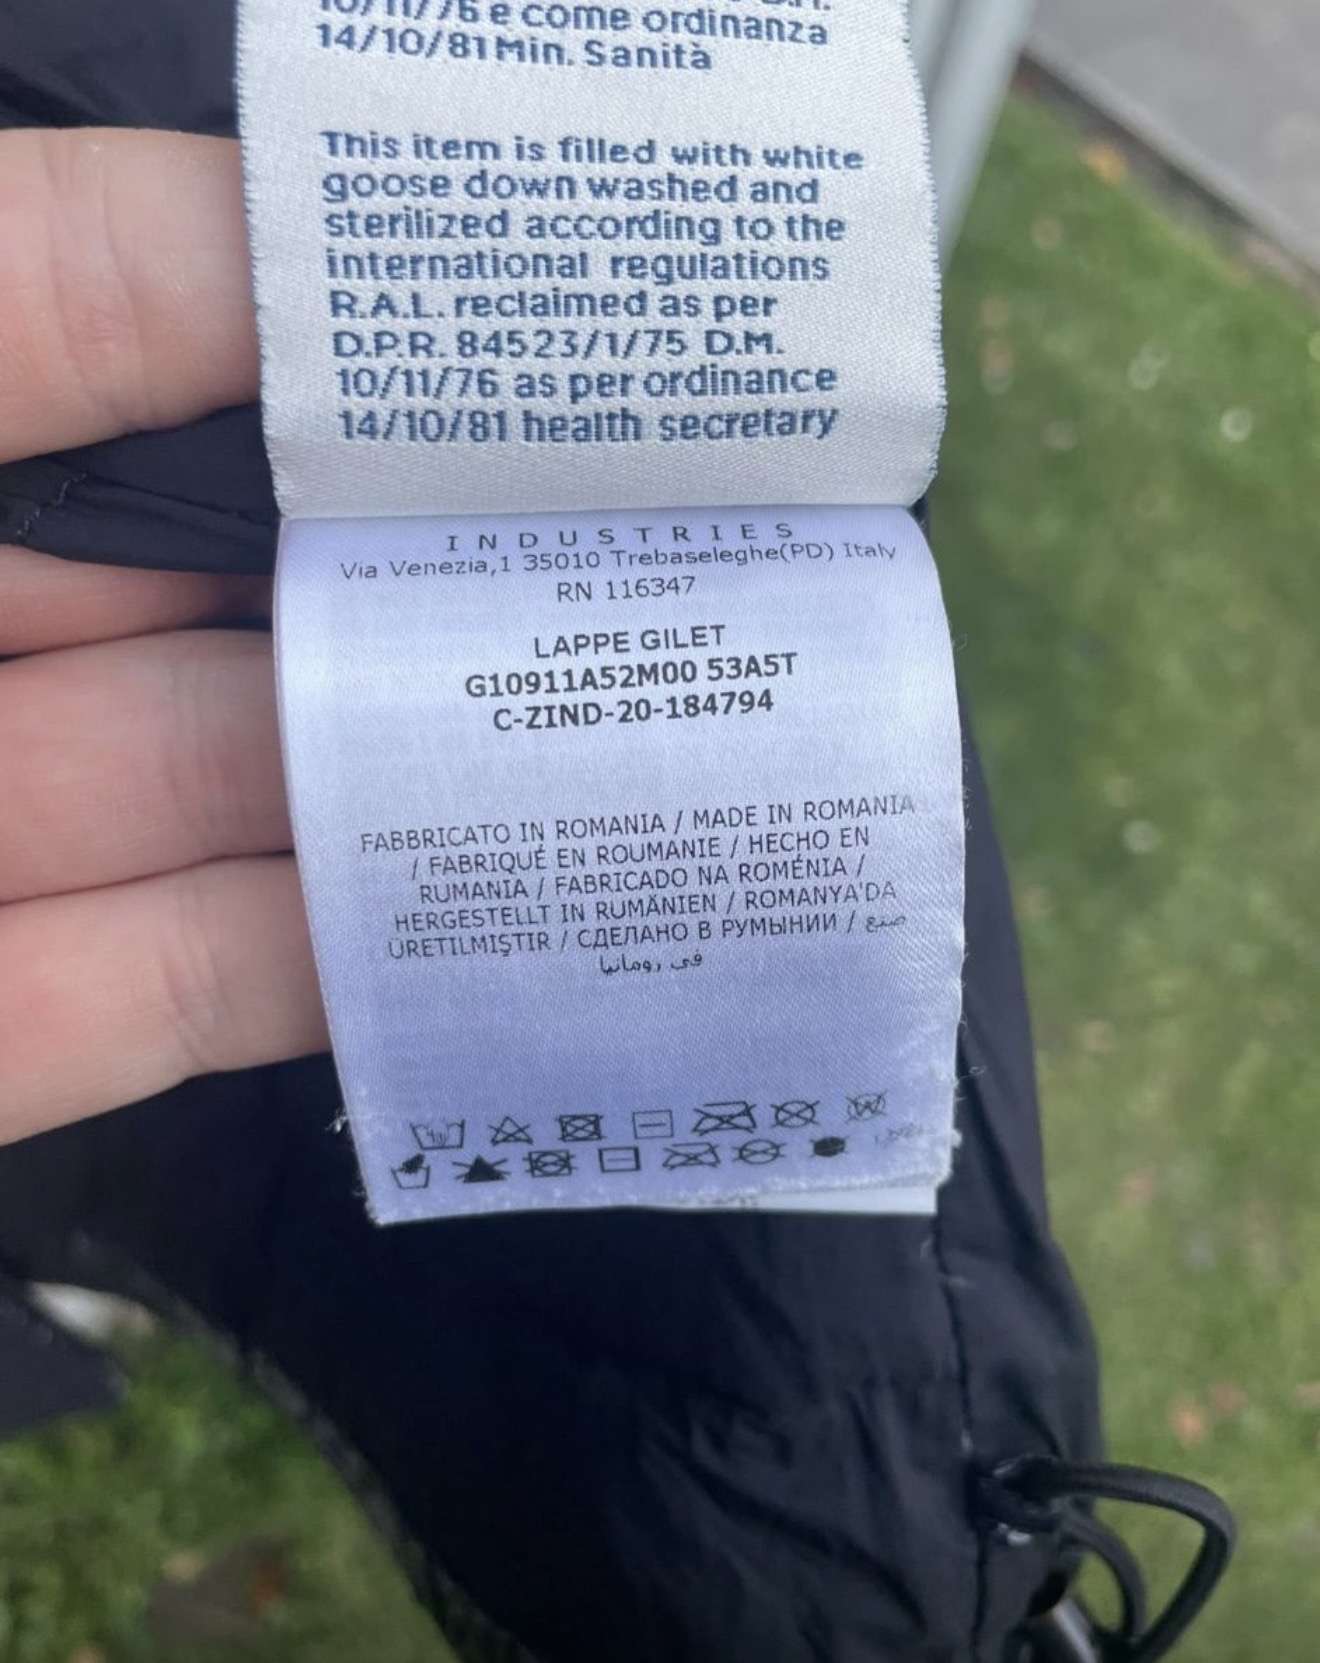 10/11/76 e come ordinanza
14/10/81 Min. Sanità
This item is filled with white
goose down washed and
sterilized according to the
international regulations
R.A.L. reclaimed as per
D.P.R. 84523/1/75 D.M.
10/11/76 as per ordinance
14/10/81 health secretary
INDUSTRIES
Via Venezia,1 35010 Trebaseleghe(PD) Italy
RN 116347
LAPPE GILET
G10911A52M00 53A5T
C-ZIND-20-184794
FABBRICATO IN ROMANIA / MADE IN ROMANIA
/ FABRIQUÉ EN ROUMANIE / HECHO EN
RUMANIA / FABRICADO NA ROMÉNIA /
HERGESTELLT IN RUMÄNIEN / ROMANYA'DA
ÜRETILMIŞTIR / СДЕЛАНО В РУМЫНИИ / صنع
في رومانيا